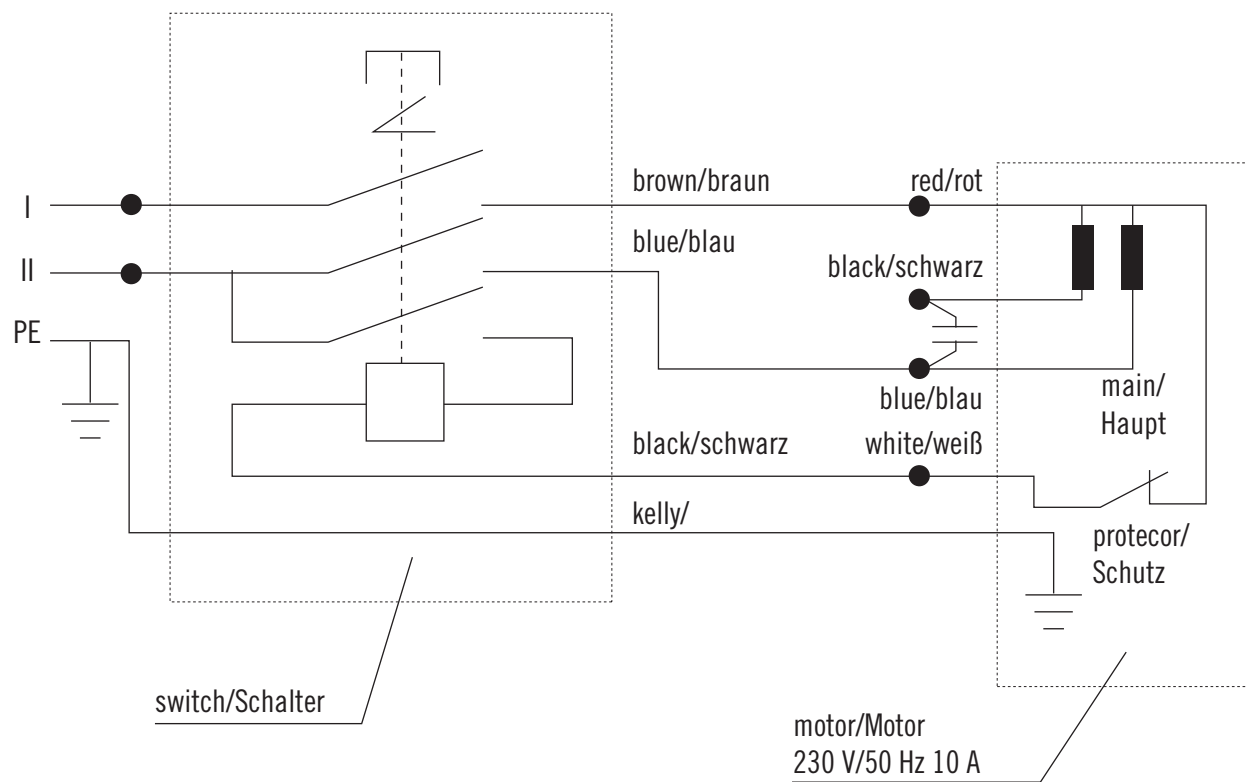 I
II
PE
brown/braun
blue/blau
red/rot
black/schwarz
blue/blau
main/
Haupt
black/schwarz
white/weiß
kelly/
protecor/
Schutz
switch/Schalter
motor/Motor
230 V/50 Hz 10 A